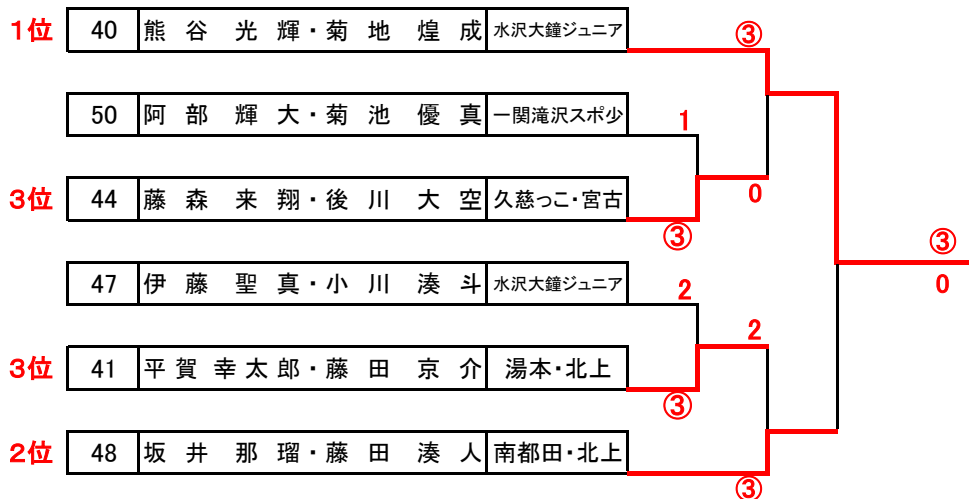 1位 40 熊谷光輝・菊地煌成 水沢大鐘ジュニア ③
50 阿部輝大・菊池優真 一関滝沢スポ少 1
3位 44 藤森来翔・後川大空 久慈っこ・宮古 0
③
③
47 伊藤聖真・小川湊斗 水沢大鐘ジュニア 2 0
2
3位 41 平賀幸太郎・藤田京介 湯本・北上
③
2位 48 坂井那瑠・藤田湊人 南都田・北上
③